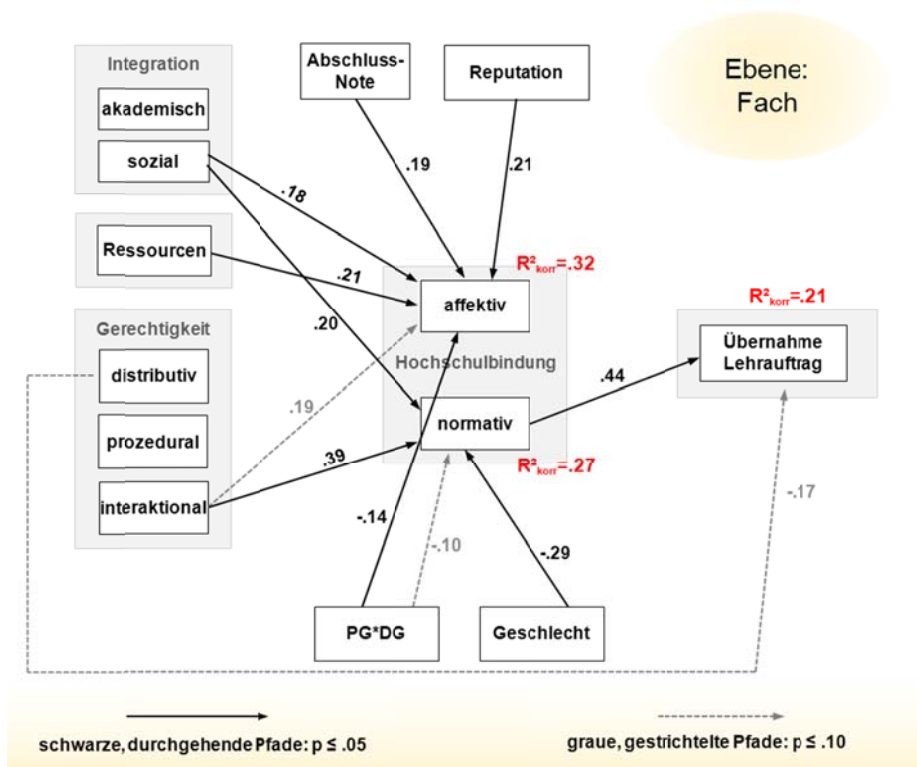 Integration
akademisch
sozial
Abschluss-
Note
Reputation
Ebene:
Fach
.19
.21
.18
Ressourcen
.21
R²korr=.32
affektiv
.20
Hochschulbindung
R²korr=.21
Übernahme
Lehrauftrag
Gerechtigkeit
distributiv
prozedural
interaktional
.19
.39
normativ
.44
R²korr=.27
-.17
-.14
-.10
-.29
PG*DG
Geschlecht
schwarze, durchgehende Pfade: p ≤ .05
graue, gestrichtelte Pfade: p ≤ .10